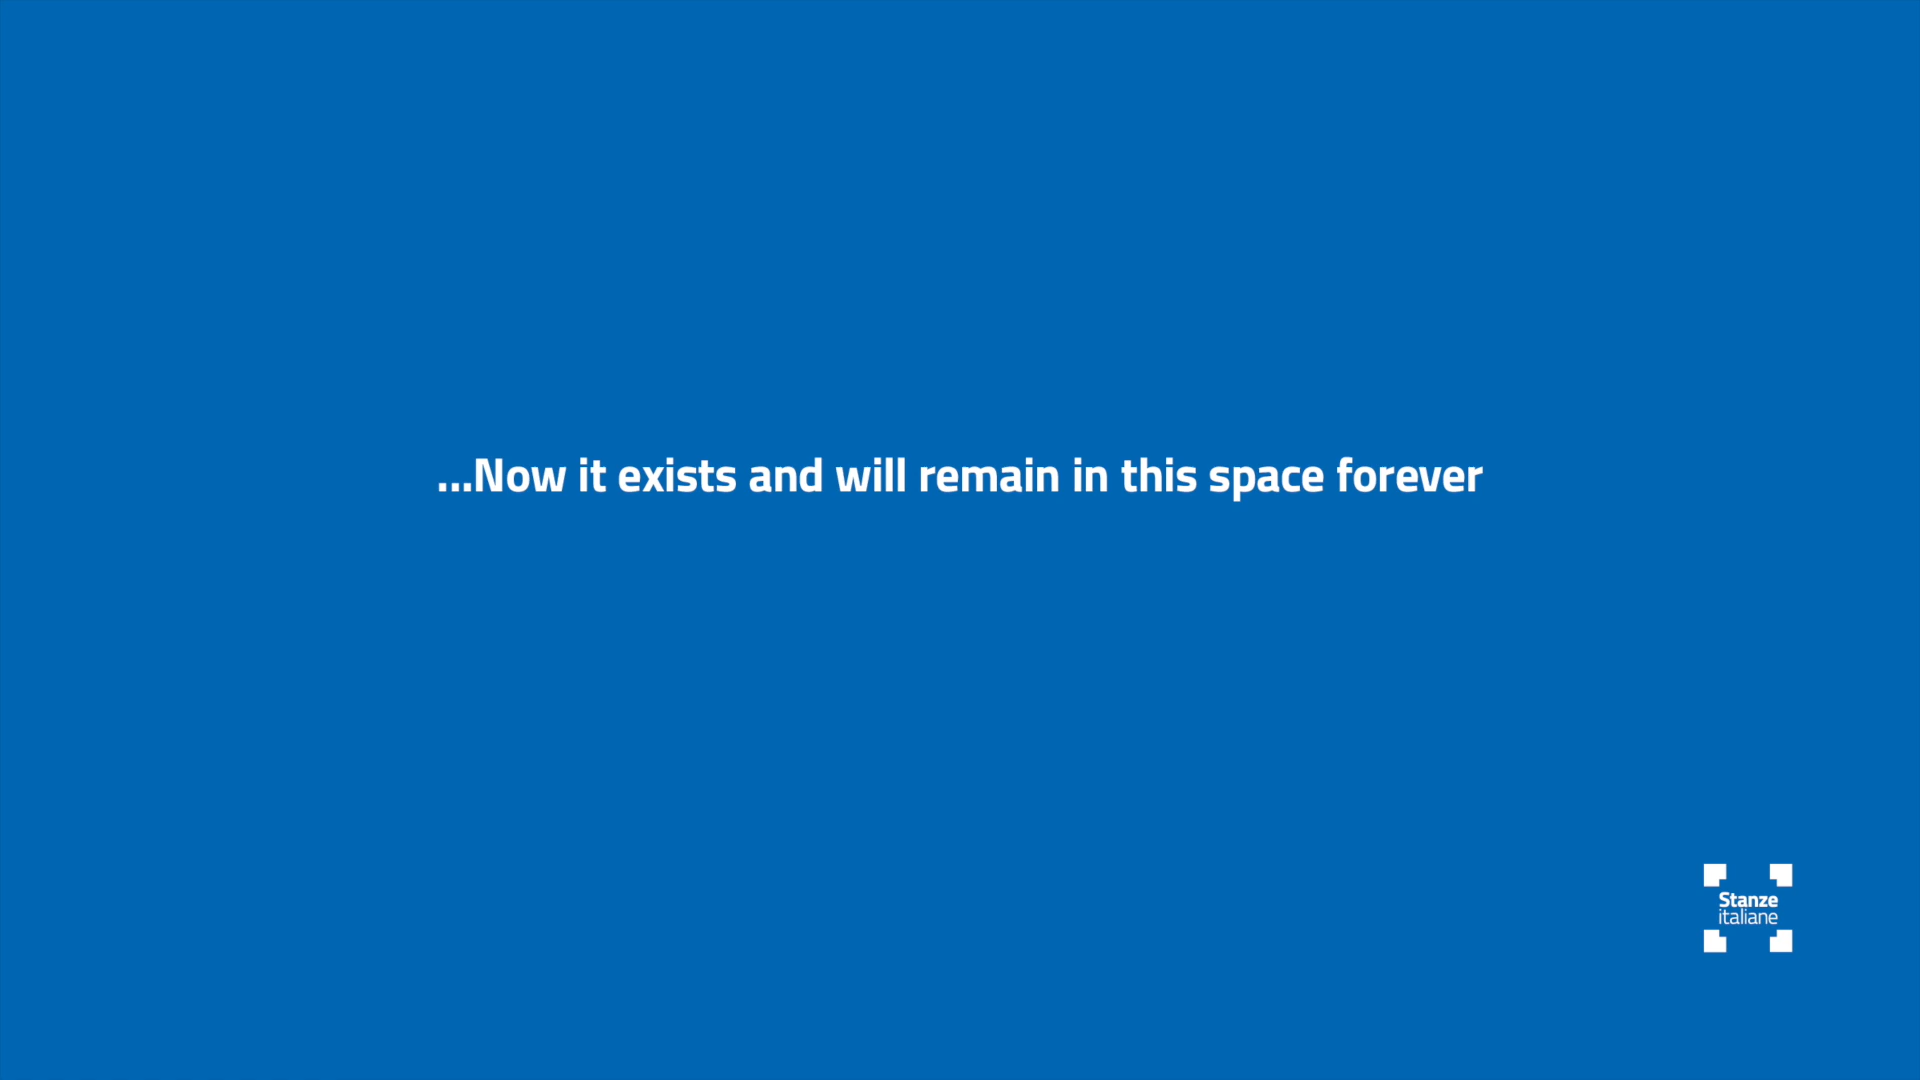 ...Now it exists and will remain in this space forever
Stanze
italiane